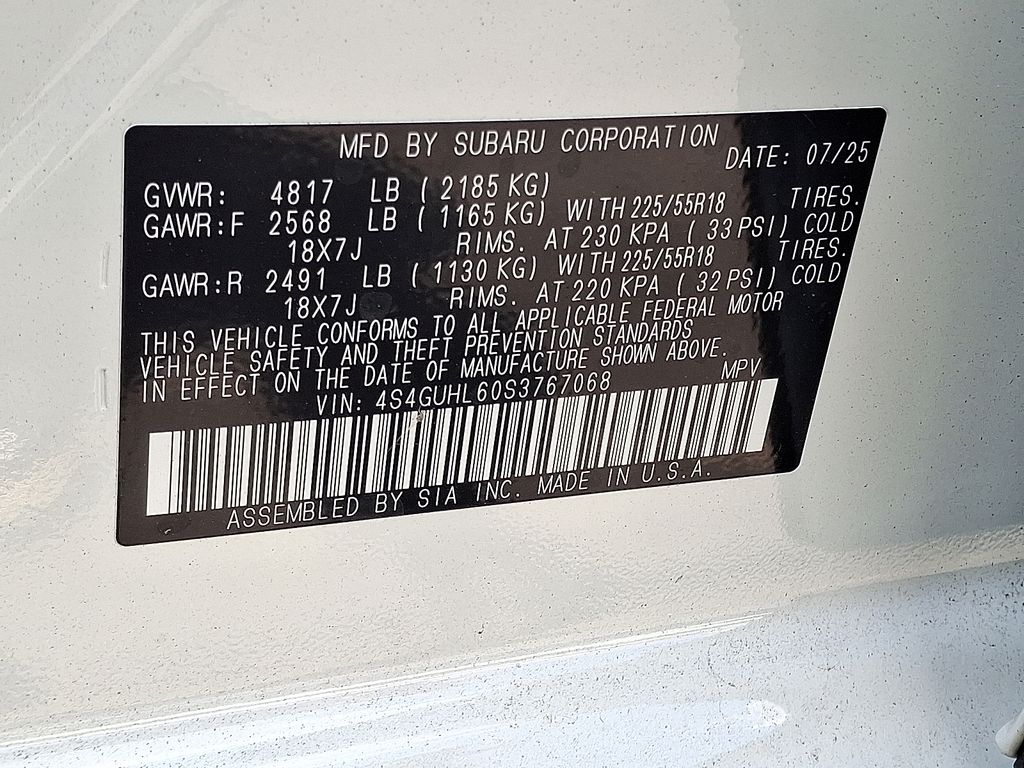 MFD BY SUBARU CORPORATION DATE: 07/25
GVWR: 4817 LB (2185 KG)
GAWR:F 2568 LB (1165 KG) WITH 225/55R18 TIRES.
18X7J RIMS. AT 230 KPA (33 PSI) COLD
GAWR:R 2491 LB (1130 KG) WITH 225/55R18 TIRES.
18X7J RIMS. AT 220 KPA (32 PSI) COLD
THIS VEHICLE CONFORMS TO ALL APPLICABLE FEDERAL MOTOR
VEHICLE SAFETY AND THEFT PREVENTION STANDARDS
IN EFFECT ON THE DATE OF MANUFACTURE SHOWN ABOVE.
VIN: 4S4GUHL60S3767068 MPV
ASSEMBLED BY SIA INC. MADE IN U.S.A.